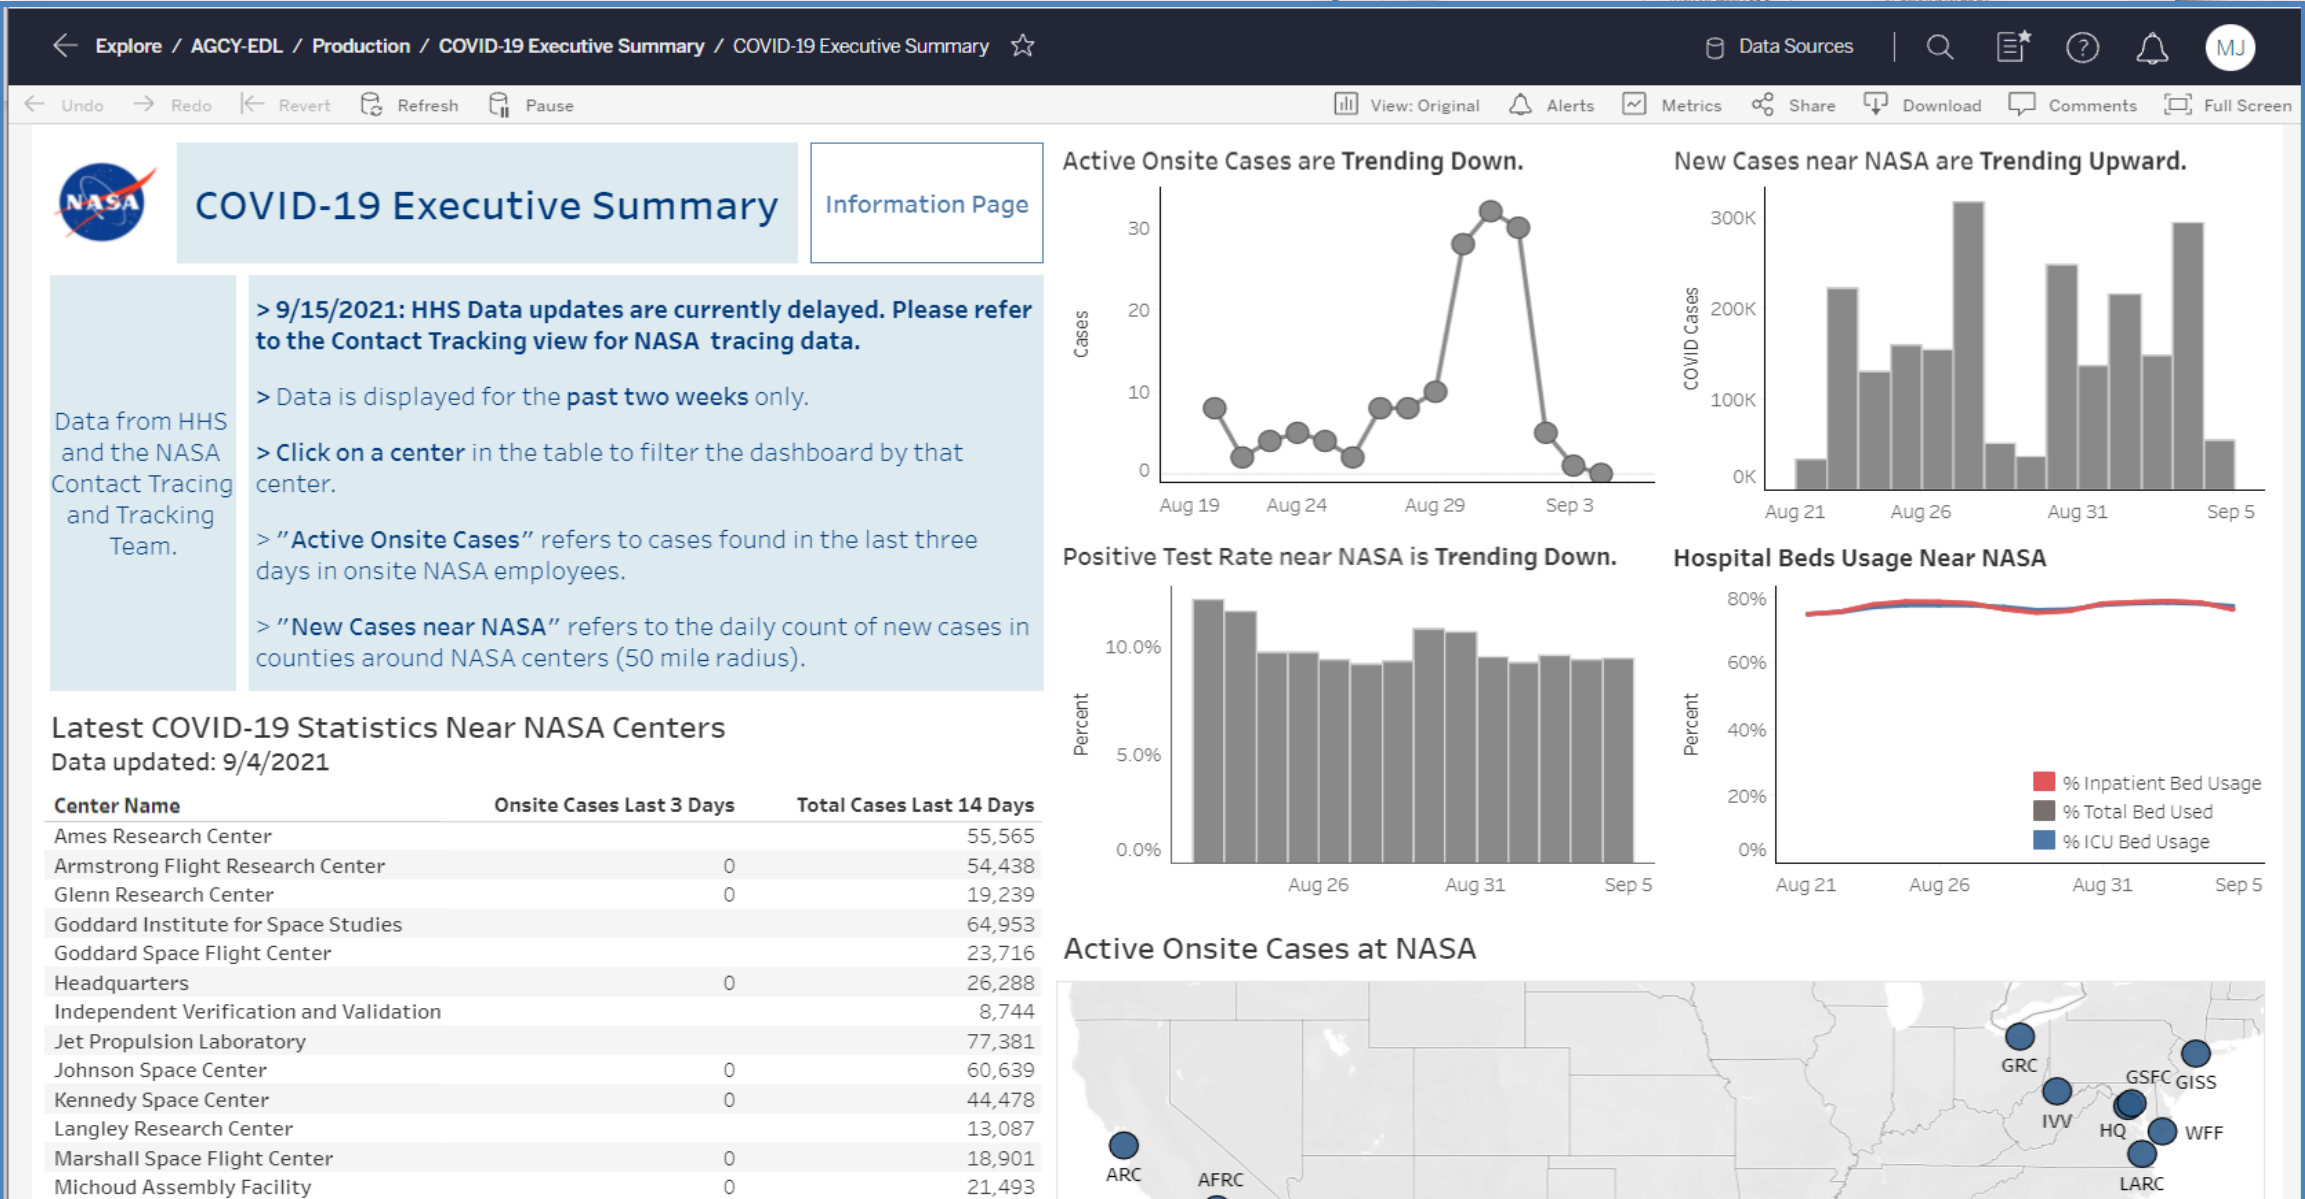 Explore / AGCY-EDL / Production / COVID-19 Executive Summary / COVID-19 Executive Summary
Data Sources
MJ
Undo
Redo
Revert
Refresh
Pause
View: Original
Alerts
Metrics
Share
Download
Comments
Full Screen
NASA
COVID-19 Executive Summary
Information Page
Data from HHS
and the NASA
Contact Tracing
and Tracking
Team.
> 9/15/2021: HHS Data updates are currently delayed. Please refer
to the Contact Tracking view for NASA tracing data.
> Data is displayed for the past two weeks only.
> Click on a center in the table to filter the dashboard by that
center.
> "Active Onsite Cases" refers to cases found in the last three
days in onsite NASA employees.
> "New Cases near NASA" refers to the daily count of new cases in
counties around NASA centers (50 mile radius).
Latest COVID-19 Statistics Near NASA Centers
Data updated: 9/4/2021
Center Name Onsite Cases Last 3 Days Total Cases Last 14 Days
Ames Research Center 55,565
Armstrong Flight Research Center 0 54,438
Glenn Research Center 0 19,239
Goddard Institute for Space Studies 64,953
Goddard Space Flight Center 23,716
Headquarters 0 26,288
Independent Verification and Validation 8,744
Jet Propulsion Laboratory 77,381
Johnson Space Center 0 60,639
Kennedy Space Center 0 44,478
Langley Research Center 13,087
Marshall Space Flight Center 0 18,901
Michoud Assembly Facility 0 21,493
Active Onsite Cases are Trending Down.
Cases
30
20
10
0
Aug 19 Aug 24 Aug 29 Sep 3
New Cases near NASA are Trending Upward.
COVID Cases
300K
200K
100K
0K
Aug 21 Aug 26 Aug 31 Sep 5
Positive Test Rate near NASA is Trending Down.
Percent
10.0%
5.0%
0.0%
Aug 26 Aug 31 Sep 5
Hospital Beds Usage Near NASA
Percent
80%
60%
40%
20%
0%
% Inpatient Bed Usage
% Total Bed Used
% ICU Bed Usage
Aug 21 Aug 26 Aug 31 Sep 5
Active Onsite Cases at NASA
GRC
GSFC
GISS
IVV
HQ
WFF
LARC
ARC
AFRC